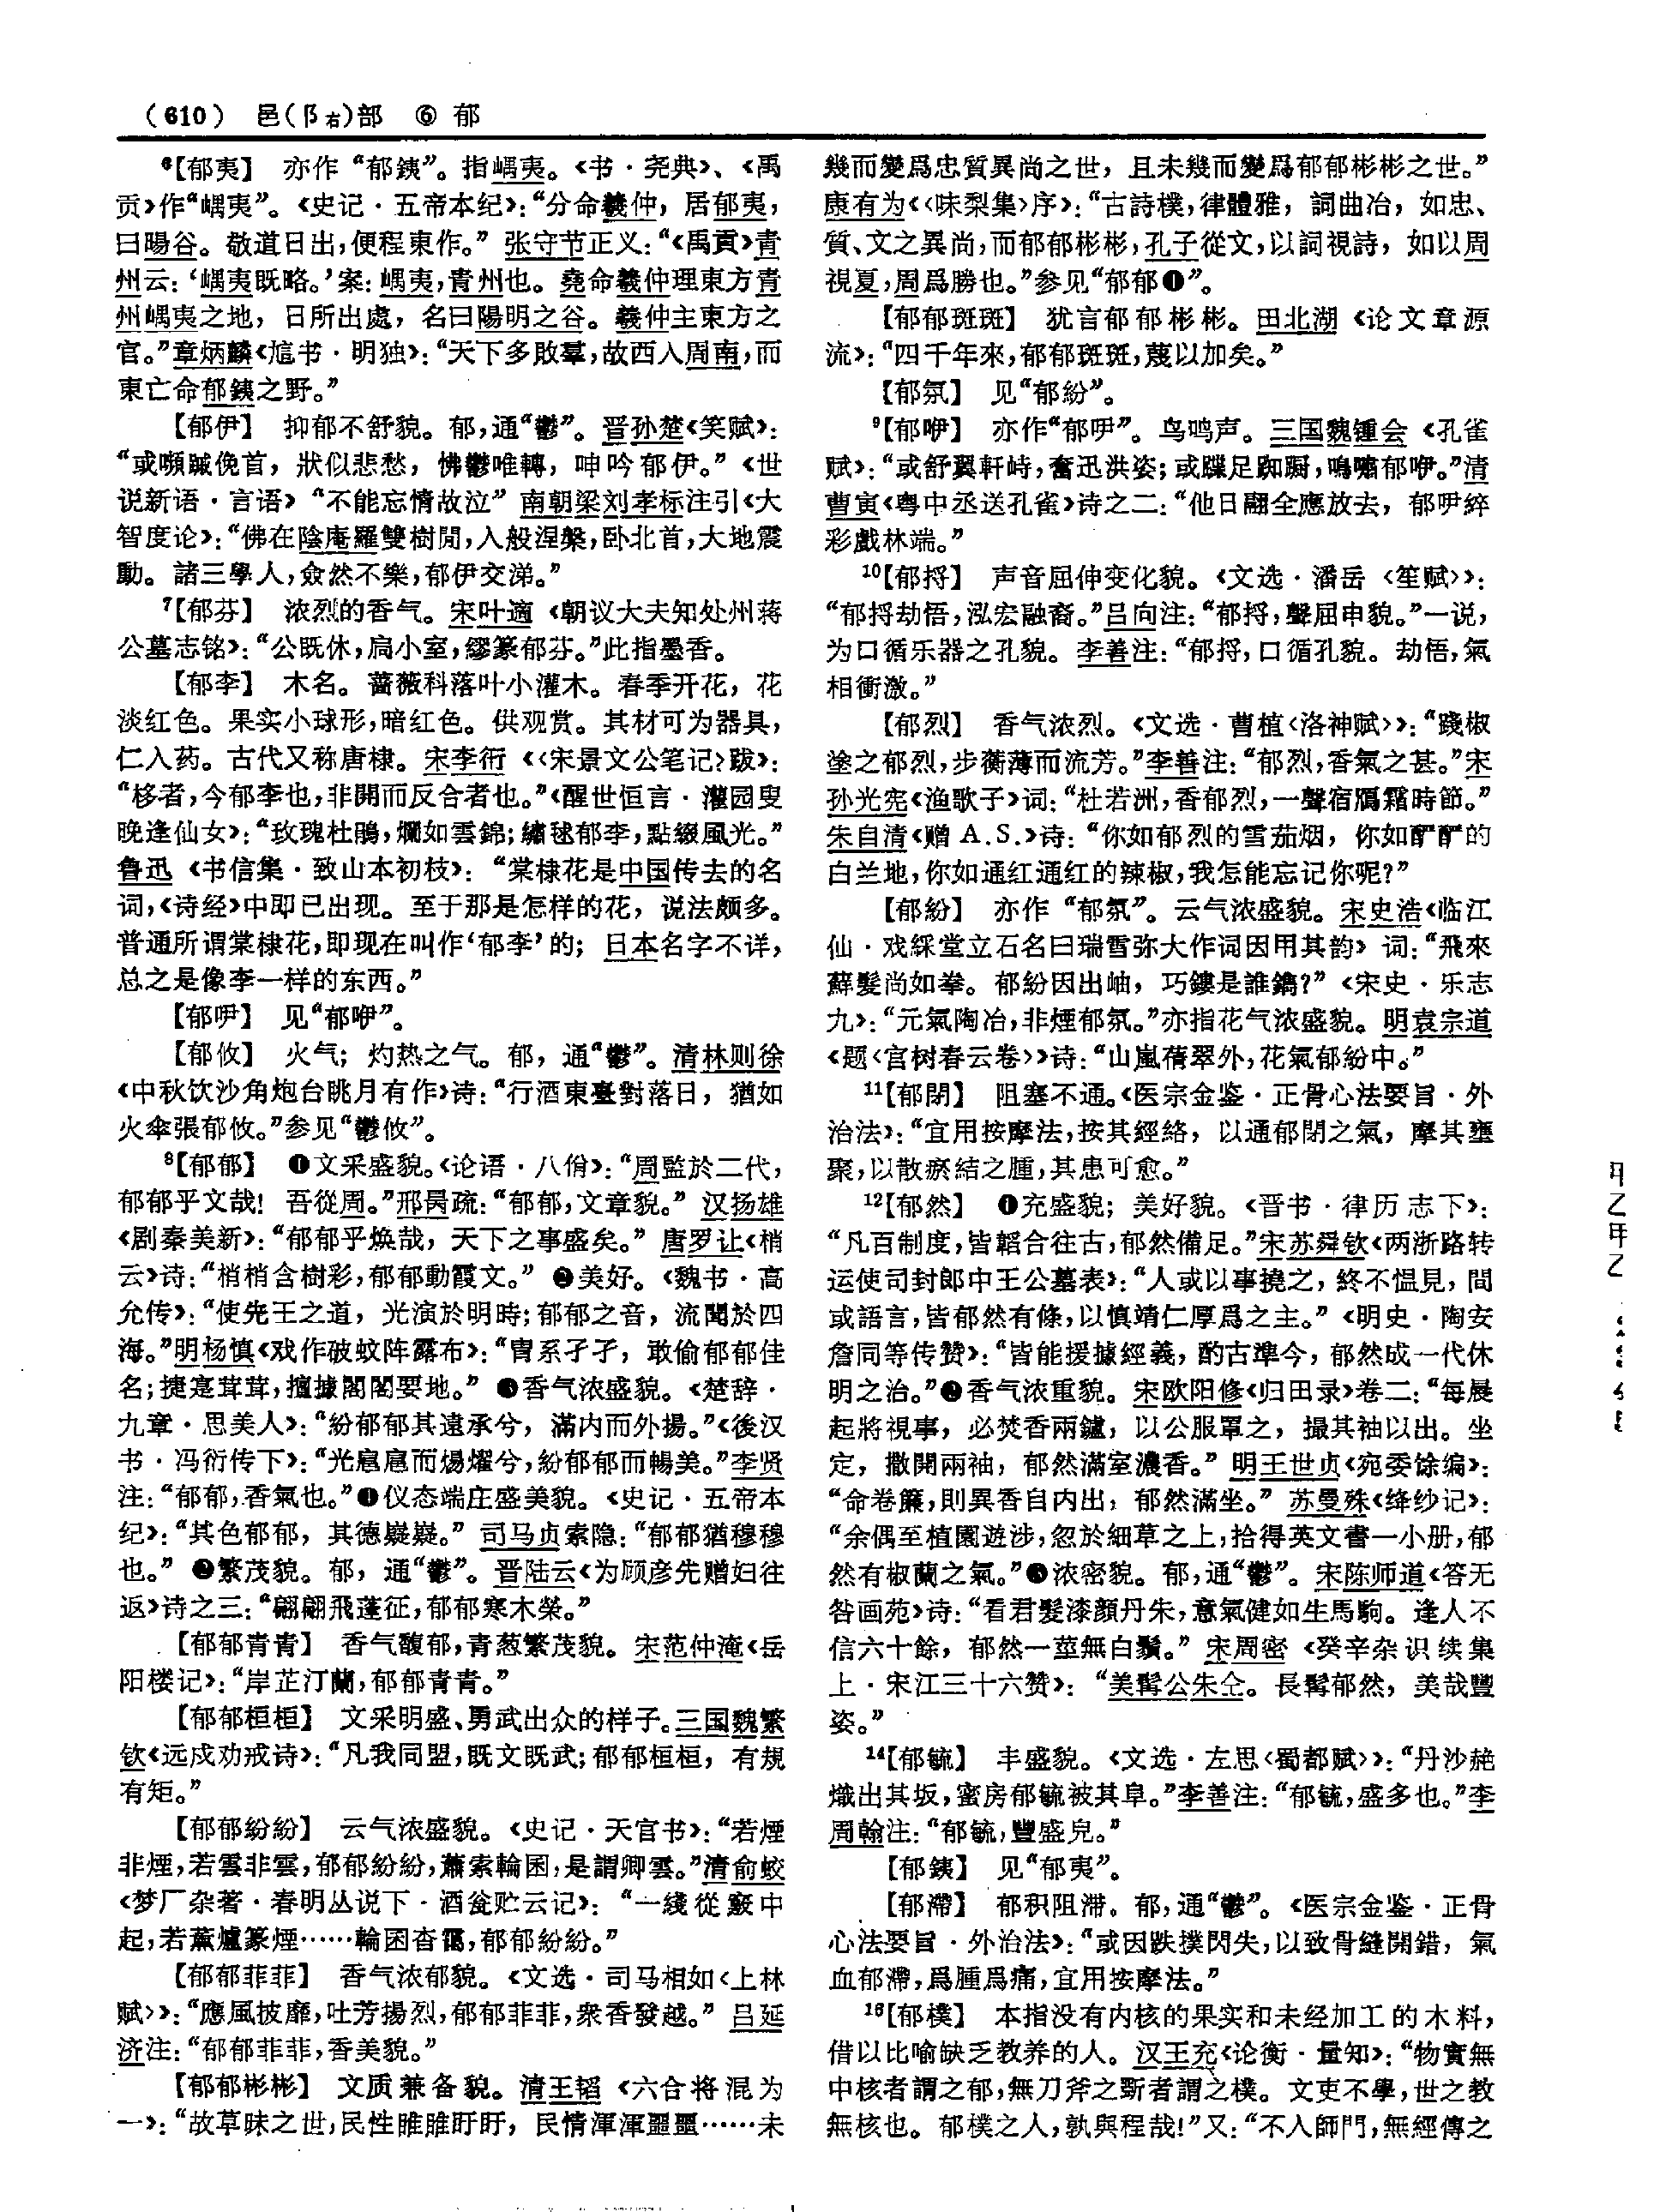 （610） 邑（阝右）部 ⑥ 郁
⁶【郁夷】 亦作“郁銕”。指嵎夷。《书·尧典》、《禹
贡》作“嵎夷”。《史记·五帝本纪》：“分命羲仲，居郁夷，
曰暘谷。敬道日出，便程東作。”张守节正义：“《禹貢》青
州云：‘嵎夷既略。’案：嵎夷，青州也。堯命羲仲理東方青
州嵎夷之地，日所出處，名曰陽明之谷。羲仲主東方之
官。”章炳麟《訄书·明独》：“天下多敗羣，故西入周南，而
東亡命郁銕之野。”
【郁伊】 抑郁不舒貌。郁，通“鬱”。晋孙楚《笑赋》：
“或嚬蹙俛首，狀似悲愁，怫鬱唯轉，呻吟郁伊。”《世
说新语·言语》“不能忘情故泣”南朝梁刘孝标注引《大
智度论》：“佛在陰庵羅雙樹間，入般涅槃，卧北首，大地震
動。諸三學人，僉然不樂，郁伊交涕。”
⁷【郁芬】 浓烈的香气。宋叶適《朝议大夫知处州蒋
公墓志铭》：“公既休，扃小室，繆篆郁芬。”此指墨香。
【郁李】 木名。蔷薇科落叶小灌木。春季开花，花
淡红色。果实小球形，暗红色。供观赏。其材可为器具，
仁入药。古代又称唐棣。宋李衎《〈宋景文公笔记〉跋》：
“栘者，今郁李也，非開而反合者也。”《醒世恒言·灌园叟
晚逢仙女》：“玫瑰杜鵑，爛如雲錦；繡毬郁李，點綴風光。”
鲁迅《书信集·致山本初枝》：“棠棣花是中国传去的名
词，《诗经》中即已出现。至于那是怎样的花，说法颇多。
普通所谓棠棣花，即现在叫作‘郁李’的；日本名字不详，
总之是像李一样的东西。”
【郁吚】 见“郁咿”。
【郁攸】 火气；灼热之气。郁，通“鬱”。清林则徐
《中秋饮沙角炮台眺月有作》诗：“行酒東臺對落日，猶如
火傘張郁攸。”参见“鬱攸”。
⁸【郁郁】 ❶文采盛貌。《论语·八佾》：“周監於二代，
郁郁乎文哉！吾從周。”邢昺疏：“郁郁，文章貌。”汉扬雄
《剧秦美新》：“郁郁乎焕哉，天下之事盛矣。”唐罗让《梢
云》诗：“梢梢含樹彩，郁郁動霞文。”❷美好。《魏书·高
允传》：“使先王之道，光演於明時；郁郁之音，流聞於四
海。”明杨慎《戏作破蚊阵露布》：“冑系孑孑，敢偷郁郁佳
名；捷疐茸茸，擅據閣閣要地。”❸香气浓盛貌。《楚辞·
九章·思美人》：“紛郁郁其遠承兮，滿内而外揚。”《後汉
书·冯衍传下》：“光扈扈而煬燿兮，紛郁郁而暢美。”李贤
注：“郁郁，香氣也。”❶仪态端庄盛美貌。《史记·五帝本
纪》：“其色郁郁，其德嶷嶷。”司马贞索隐：“郁郁猶穆穆
也。”❷繁茂貌。郁，通“鬱”。晋陆云《为顾彦先赠妇往
返》诗之三：“翩翩飛蓬征，郁郁寒木榮。”
【郁郁青青】 香气馥郁，青葱繁茂貌。宋范仲淹《岳
阳楼记》：“岸芷汀蘭，郁郁青青。”
【郁郁桓桓】 文采明盛、勇武出众的样子。三国魏繁
钦《远戍劝戒诗》：“凡我同盟，既文既武；郁郁桓桓，有規
有矩。”
【郁郁紛紛】 云气浓盛貌。《史记·天官书》：“若煙
非煙，若雲非雲，郁郁紛紛，蕭索輪囷，是謂卿雲。”清俞蛟
《梦厂杂著·春明丛说下·酒瓮贮云记》：“一綫從竅中
起，若薰爐篆煙……輪囷杳靄，郁郁紛紛。”
【郁郁菲菲】 香气浓郁貌。《文选·司马相如〈上林
赋〉》：“應風披靡，吐芳揚烈，郁郁菲菲，衆香發越。”吕延
济注：“郁郁菲菲，香美貌。”
【郁郁彬彬】 文质兼备貌。清王韬《六合将混为
一》：“故草昧之世，民性睢睢盱盱，民情渾渾噩噩……未
幾而變爲忠質異尚之世，且未幾而變爲郁郁彬彬之世。”
康有为《〈味梨集〉序》：“古詩樸，律體雅，詞曲冶，如忠、
質、文之異尚，而郁郁彬彬，孔子從文，以詞視詩，如以周
視夏，周爲勝也。”参见“郁郁❶”。
【郁郁斑斑】 犹言郁郁彬彬。田北湖《论文章源
流》：“四千年來，郁郁斑斑，蔑以加矣。”
【郁氛】 见“郁紛”。
⁹【郁咿】 亦作“郁吚”。鸟鸣声。三国魏锺会《孔雀
赋》：“或舒翼軒峙，奮迅洪姿；或蹀足踟蹰，鳴嘯郁咿。”清
曹寅《粤中丞送孔雀》诗之二：“他日翮全應放去，郁吚綷
彩戲林端。”
¹⁰【郁捋】 声音屈伸变化貌。《文选·潘岳〈笙赋〉》：
“郁捋劫悟，泓宏融裔。”吕向注：“郁捋，聲屈申貌。”一说，
为口循乐器之孔貌。李善注：“郁捋，口循孔貌。劫悟，氣
相衝激。”
【郁烈】 香气浓烈。《文选·曹植〈洛神赋〉》：“踐椒
塗之郁烈，步蘅薄而流芳。”李善注：“郁烈，香氣之甚。”宋
孙光宪《渔歌子》词：“杜若洲，香郁烈，一聲宿鴈霜時節。”
朱自清《赠 A.S.》诗：“你如郁烈的雪茄烟，你如酽酽的
白兰地，你如通红通红的辣椒，我怎能忘记你呢？”
【郁紛】 亦作“郁氛”。云气浓盛貌。宋史浩《临江
仙·戏綵堂立石名曰瑞雪弥大作词因用其韵》词：“飛來
蘚髮尚如拳。郁紛因出岫，巧鏤是誰鐫？”《宋史·乐志
九》：“元氣陶冶，非煙郁氛。”亦指花气浓盛貌。明袁宗道
《题〈宫树春云卷〉》诗：“山嵐蒨翠外，花氣郁紛中。”
¹¹【郁閉】 阻塞不通。《医宗金鉴·正骨心法要旨·外
治法》：“宜用按摩法，按其經絡，以通郁閉之氣，摩其壅
聚，以散瘀結之腫，其患可愈。”
¹²【郁然】 ❶充盛貌；美好貌。《晋书·律历志下》：
“凡百制度，皆韜合往古，郁然備足。”宋苏舜钦《两浙路转
运使司封郎中王公墓表》：“人或以事撓之，終不愠見，間
或語言，皆郁然有條，以慎靖仁厚爲之主。”《明史·陶安
詹同等传赞》：“皆能援據經義，酌古準今，郁然成一代休
明之治。”❷香气浓重貌。宋欧阳修《归田录》卷二：“每晨
起將視事，必焚香兩鑪，以公服罩之，撮其袖以出。坐
定，撒開兩袖，郁然滿室濃香。”明王世贞《宛委馀编》：
“命卷簾，則異香自内出，郁然滿坐。”苏曼殊《绛纱记》：
“余偶至植園遊涉，忽於細草之上，拾得英文書一小册，郁
然有椒蘭之氣。”❸浓密貌。郁，通“鬱”。宋陈师道《答无
咎画苑》诗：“看君髮漆顔丹朱，意氣健如生馬駒。逢人不
信六十餘，郁然一莖無白鬚。”宋周密《癸辛杂识续集
上·宋江三十六赞》：“美髯公朱仝。長髯郁然，美哉豐
姿。”
¹⁴【郁毓】 丰盛貌。《文选·左思〈蜀都赋〉》：“丹沙赩
熾出其坂，蜜房郁毓被其阜。”李善注：“郁毓，盛多也。”李
周翰注：“郁毓，豐盛皃。”
【郁銕】 见“郁夷”。
【郁滯】 郁积阻滞。郁，通“鬱”。《医宗金鉴·正骨
心法要旨·外治法》：“或因跌撲閃失，以致骨縫開錯，氣
血郁滯，爲腫爲痛，宜用按摩法。”
¹⁶【郁樸】 本指没有内核的果实和未经加工的木料，
借以比喻缺乏教养的人。汉王充《论衡·量知》：“物實無
中核者謂之郁，無刀斧之斲者謂之樸。文吏不學，世之教
無核也。郁樸之人，孰與程哉！”又：“不入師門，無經傳之